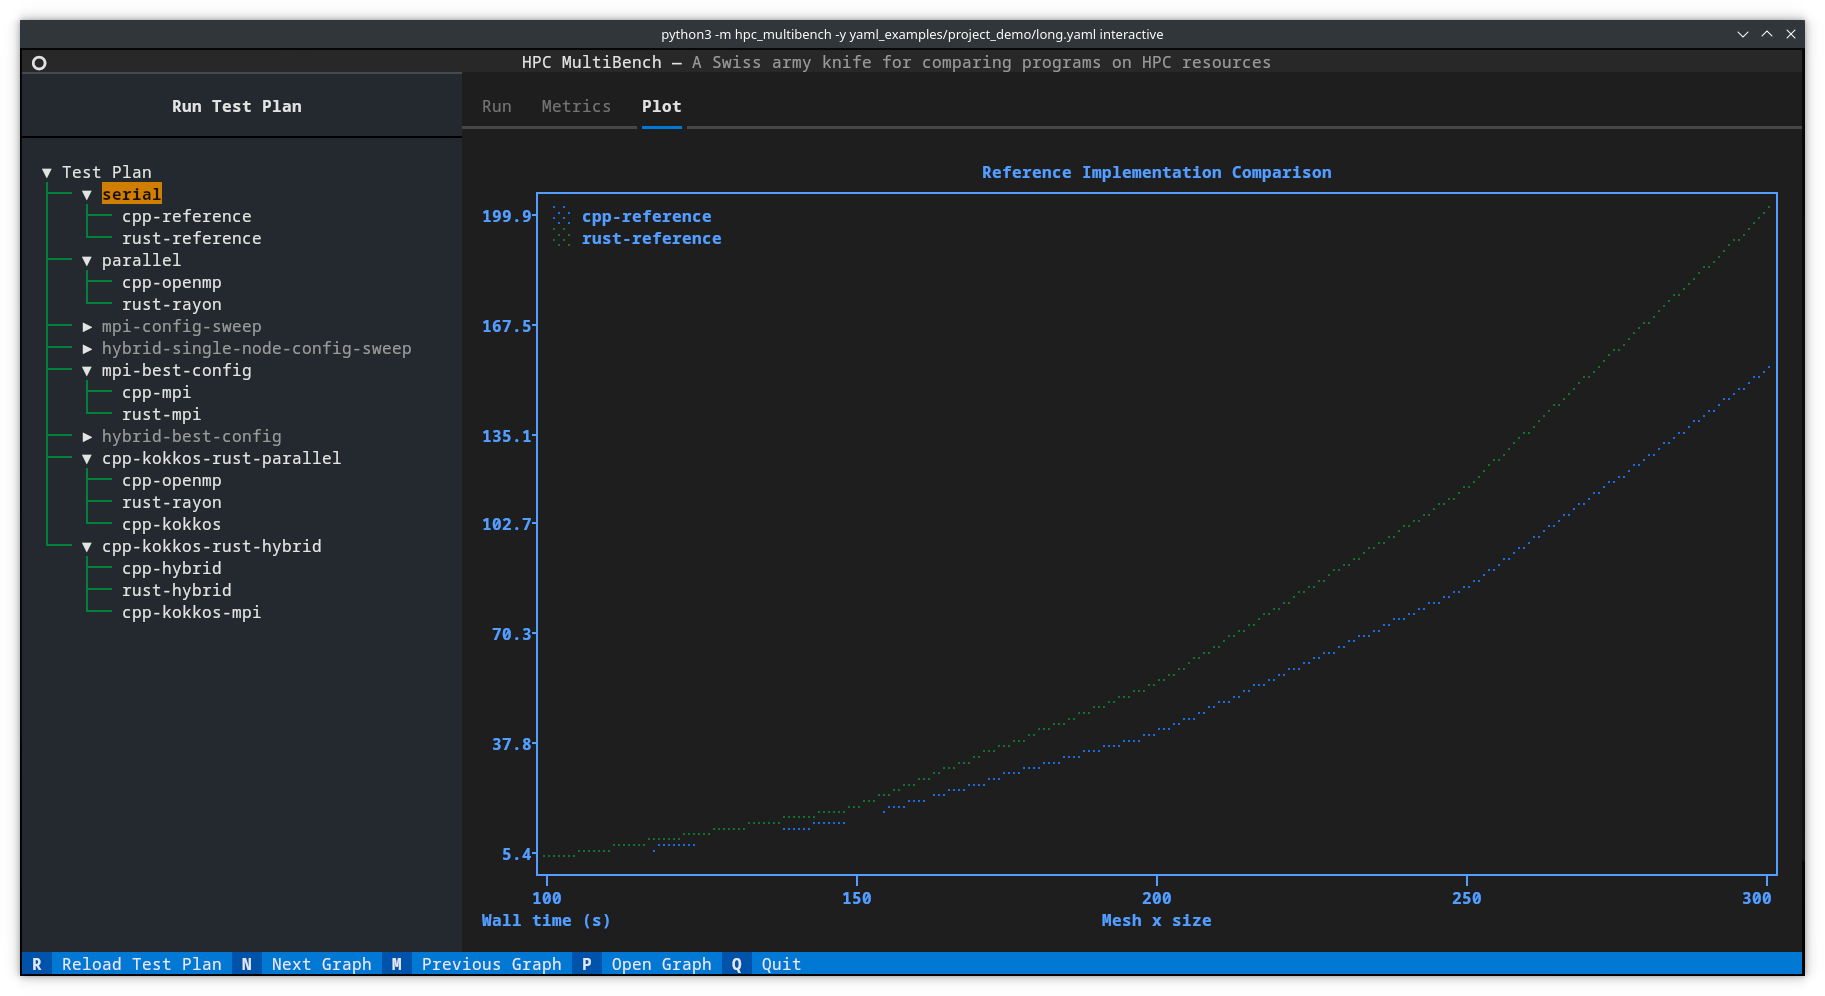 python3 -m hpc_multibench -y yaml_examples/project_demo/long.yaml interactive
HPC MultiBench — A Swiss army knife for comparing programs on HPC resources
Run Test Plan
▼ Test Plan
▼ serial
cpp-reference
rust-reference
▼ parallel
cpp-openmp
rust-rayon
▶ mpi-config-sweep
▶ hybrid-single-node-config-sweep
▼ mpi-best-config
cpp-mpi
rust-mpi
▶ hybrid-best-config
▼ cpp-kokkos-rust-parallel
cpp-openmp
rust-rayon
cpp-kokkos
▼ cpp-kokkos-rust-hybrid
cpp-hybrid
rust-hybrid
cpp-kokkos-mpi
Run Metrics Plot
Reference Implementation Comparison
cpp-reference
rust-reference
199.9
167.5
135.1
102.7
70.3
37.8
5.4
100 150 200 250 300
Wall time (s) Mesh x size
R Reload Test Plan N Next Graph M Previous Graph P Open Graph Q Quit